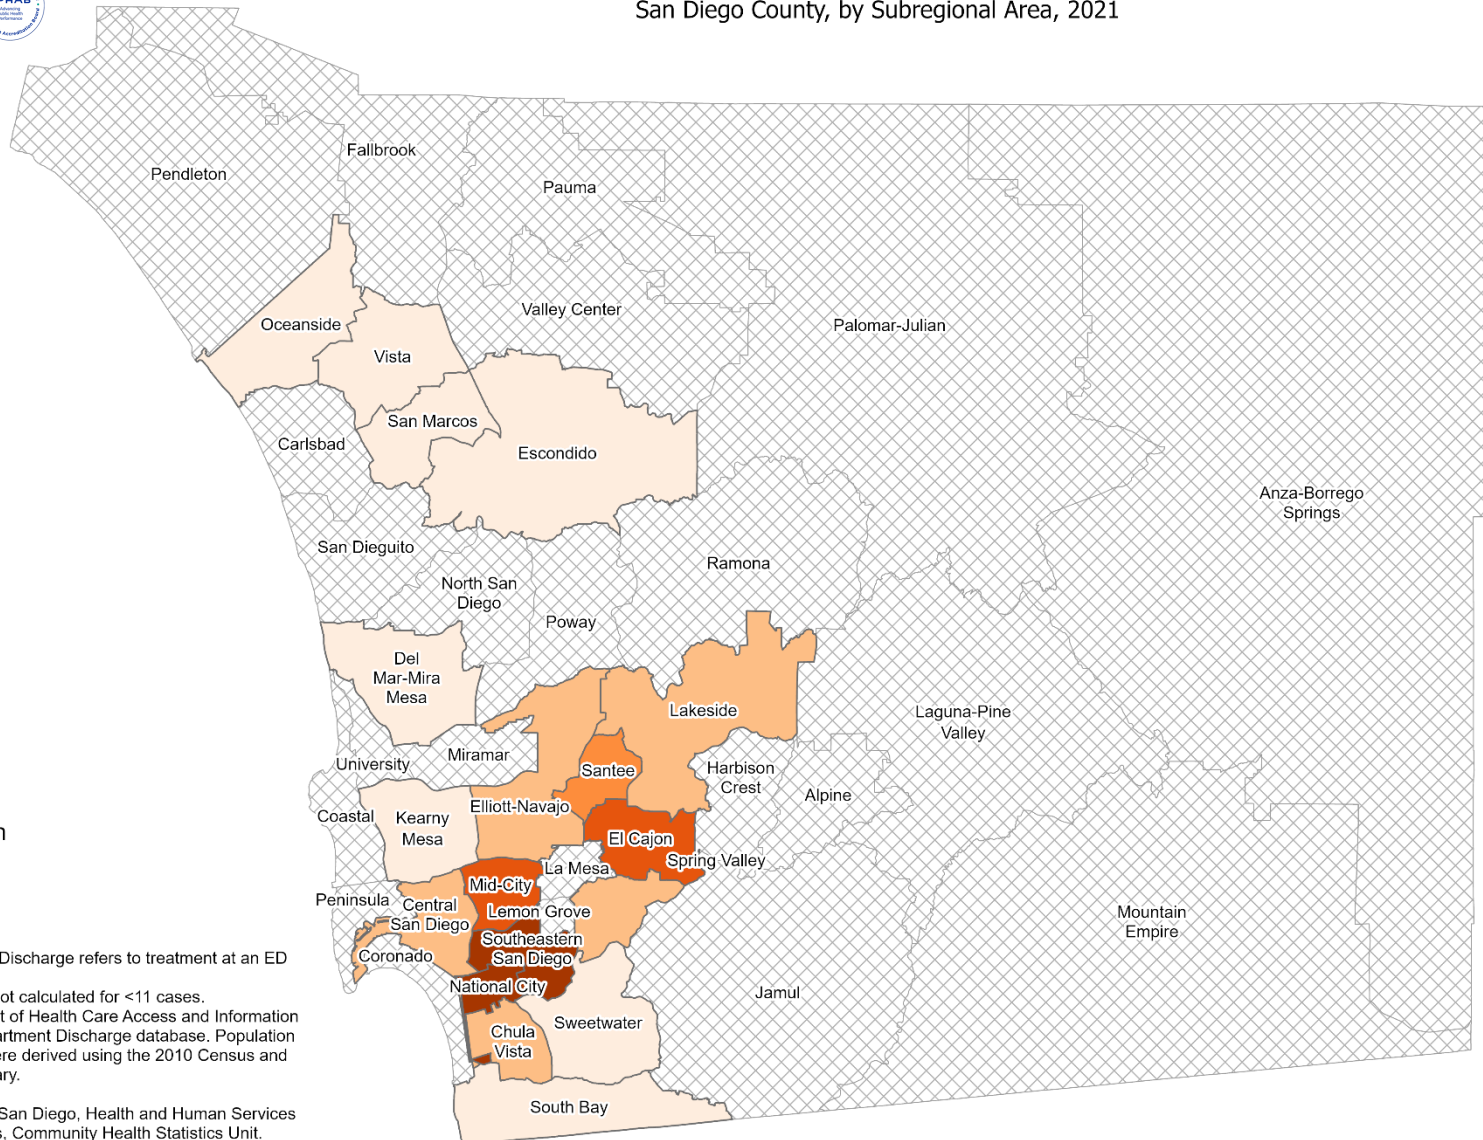 San Diego County, by Subregional Area, 2021
Advancing
Fallbrook
Pendleton
Pauma
Valley Center
Oceanside
Palomar-Julian
Vista
San Marcos
Carlsbad
Escondido
Anza-Borrego
Springs
San Dieguito
Ramona
North San
Diego
Poway
Del
Mar-Mira
Mesa
Lakeside
Laguna-Pine
Valley
Miramar
University
Santee
Harbison
Crest
Alpine
Elliott-Navajo
Coastal
Kearny
Mesa
El Cajon
Spring Valley
La Mesa
Mid-City
Peninsula
Central
San Diego
Lemon Grove
Mountain
Empire
Southeastern
San Diego
Coronado
National City
Jamul
Sweetwater
Chula
Vista
South Bay
n
Discharge refers to treatment at an ED
ot calculated for <11 cases.
t of Health Care Access and Information
artment Discharge database. Population
ere derived using the 2010 Census and
ary.
San Diego, Health and Human Services
s, Community Health Statistics Unit.